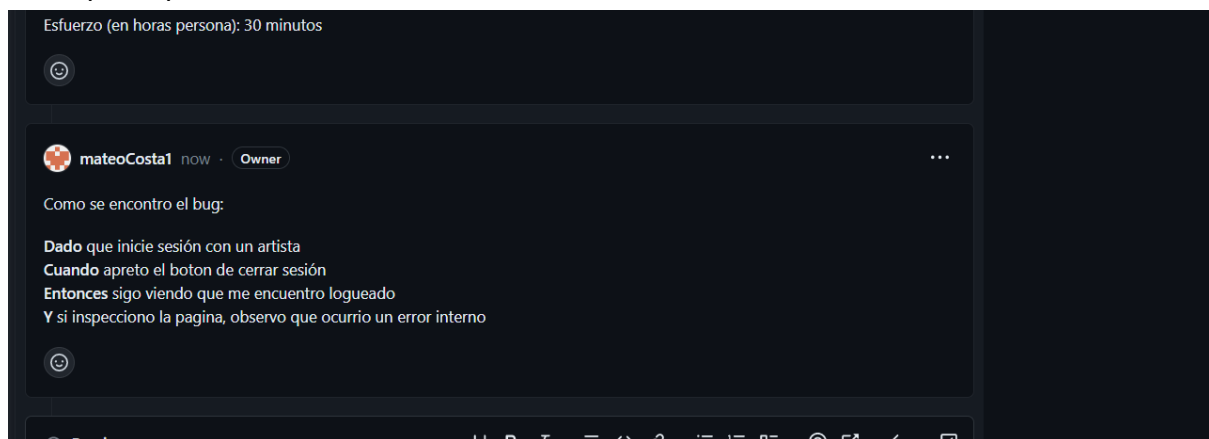 Esfuerzo (en horas persona): 30 minutos
mateoCosta1 now · Owner
Como se encontro el bug:
Dado que inicie sesión con un artista
Cuando apreto el boton de cerrar sesión
Entonces sigo viendo que me encuentro logueado
Y si inspecciono la pagina, observo que ocurrio un error interno